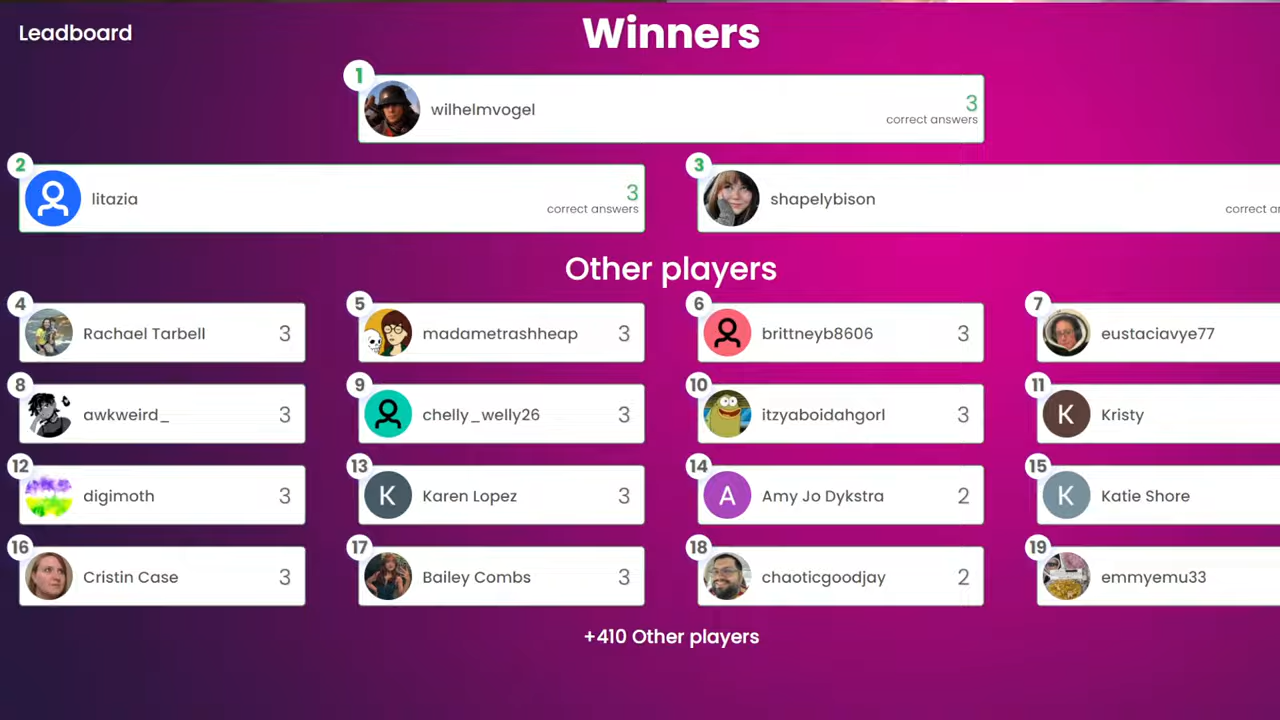 Leadboard
Winners
1
wilhelmvogel
3
correct answers
2
litazia
3
correct answers
3
shapelybison
correct
Other players
4
Rachael Tarbell
3
5
madametrashheap
3
6
brittneyb8606
3
7
eustaciavye77
8
awkweird_
3
9
chelly_welly26
3
10
itzyaboidahgorl
3
11
K
Kristy
12
digimoth
3
13
K
Karen Lopez
3
14
A
Amy Jo Dykstra
2
15
K
Katie Shore
16
Cristin Case
3
17
Bailey Combs
3
18
chaoticgoodjay
2
19
emmyemu33
+410 Other players